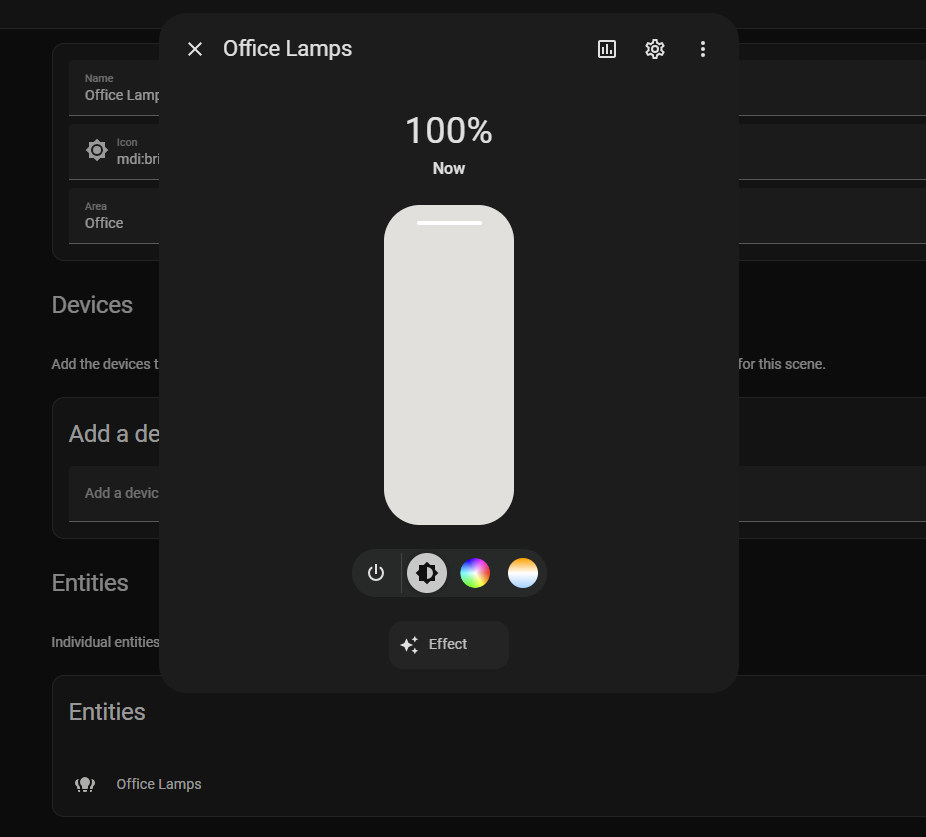 Office Lamps
100%
Now
Effect
Name
Office Lamp
Icon
mdi:bri
Area
Office
Devices
Add the devices t
for this scene.
Add a de
Add a devic
Entities
Individual entities
Entities
Office Lamps